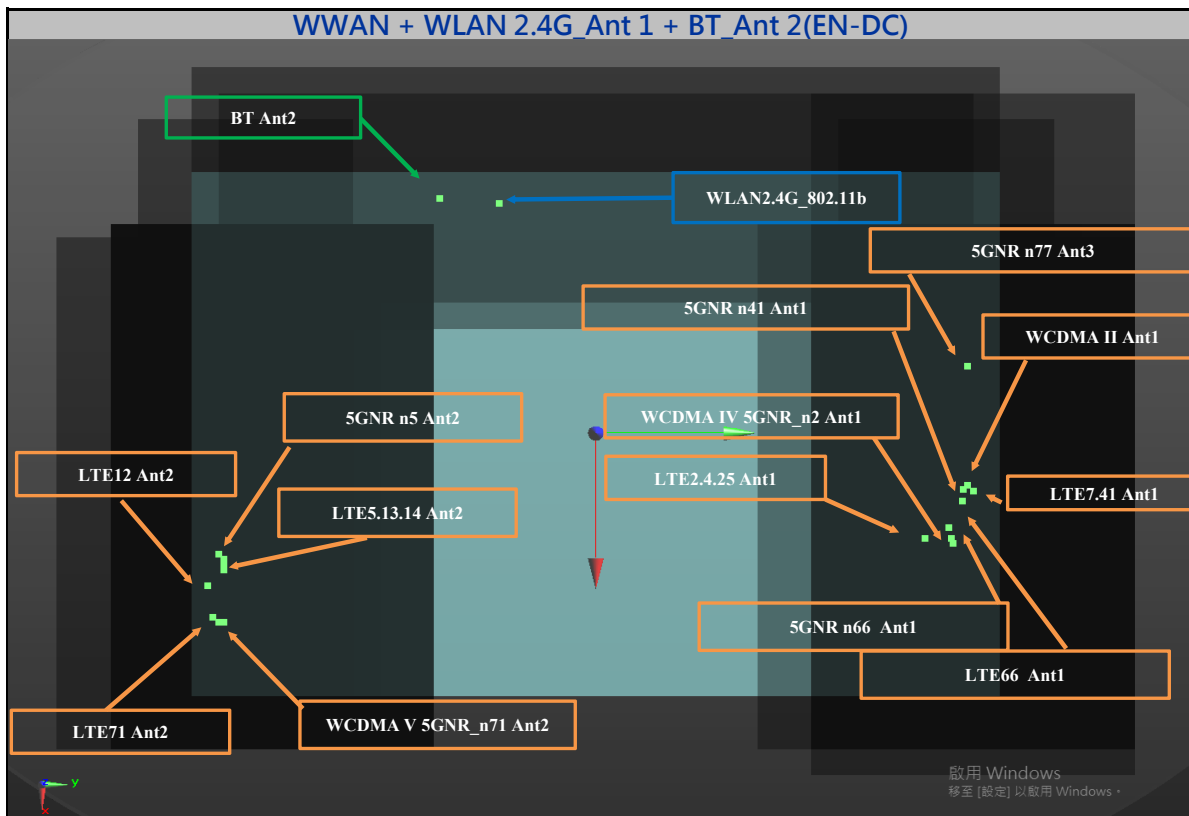 WWAN + WLAN 2.4G_Ant 1 + BT_Ant 2(EN-DC)
BT Ant2
WLAN2.4G_802.11b
5GNR n77 Ant3
5GNR n41 Ant1
WCDMA II Ant1
5GNR n5 Ant2
WCDMA IV 5GNR_n2 Ant1
LTE12 Ant2
LTE2.4.25 Ant1
LTE7.41 Ant1
LTE5.13.14 Ant2
5GNR n66 Ant1
LTE66 Ant1
LTE71 Ant2
WCDMA V 5GNR_n71 Ant2
y
x
啟用 Windows
移至 [設定] 以啟用 Windows。